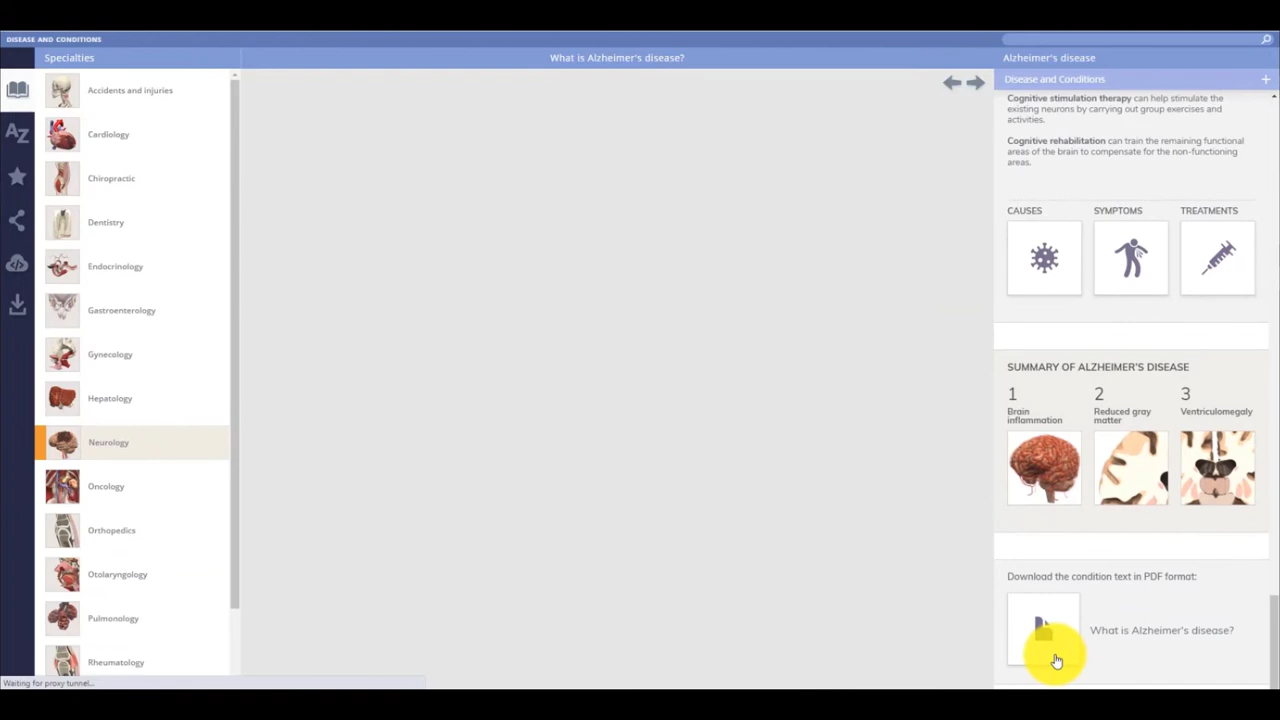 DISEASE AND CONDITIONS
Specialties
What is Alzheimer's disease?
Alzheimer's disease
Disease and Conditions
+
AZ
Accidents and injuries
Cardiology
Chiropractic
Dentistry
Endocrinology
Gastroenterology
Gynecology
Hepatology
Neurology
Oncology
Orthopedics
Otolaryngology
Pulmonology
Rheumatology
Cognitive stimulation therapy can help stimulate the
existing neurons by carrying out group exercises and
activities.
Cognitive rehabilitation can train the remaining functional
areas of the brain to compensate for the non-functioning
areas.
CAUSES SYMPTOMS TREATMENTS
SUMMARY OF ALZHEIMER'S DISEASE
1 2 3
Brain Reduced gray Ventriculomegaly
inflammation matter
Download the condition text in PDF format:
What is Alzheimer's disease?
Waiting for proxy tunnel...